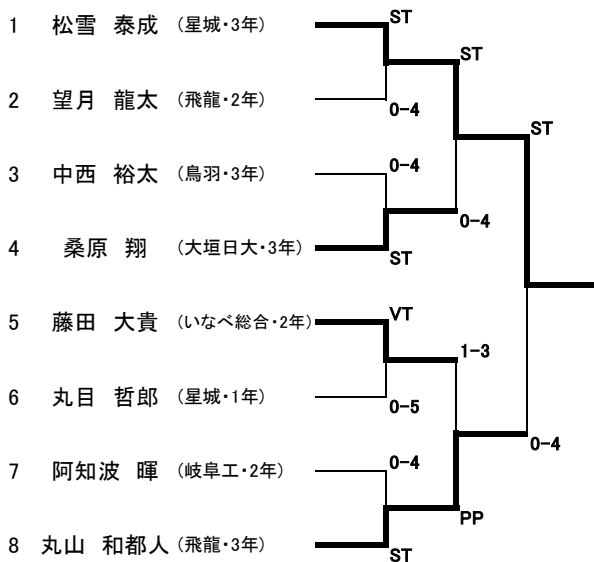 1 松雪 泰成 (星城・3年) ST
ST
2 望月 龍太 (飛龍・2年) 0-4
ST
3 中西 裕太 (鳥羽・3年) 0-4
0-4
4 桑原 翔 (大垣日大・3年) ST
5 藤田 大貴 (いなべ総合・2年) VT
1-3
6 丸目 哲郎 (星城・1年) 0-5
0-4
7 阿知波 暉 (岐阜工・2年) 0-4
PP
8 丸山 和都人 (飛龍・3年) ST